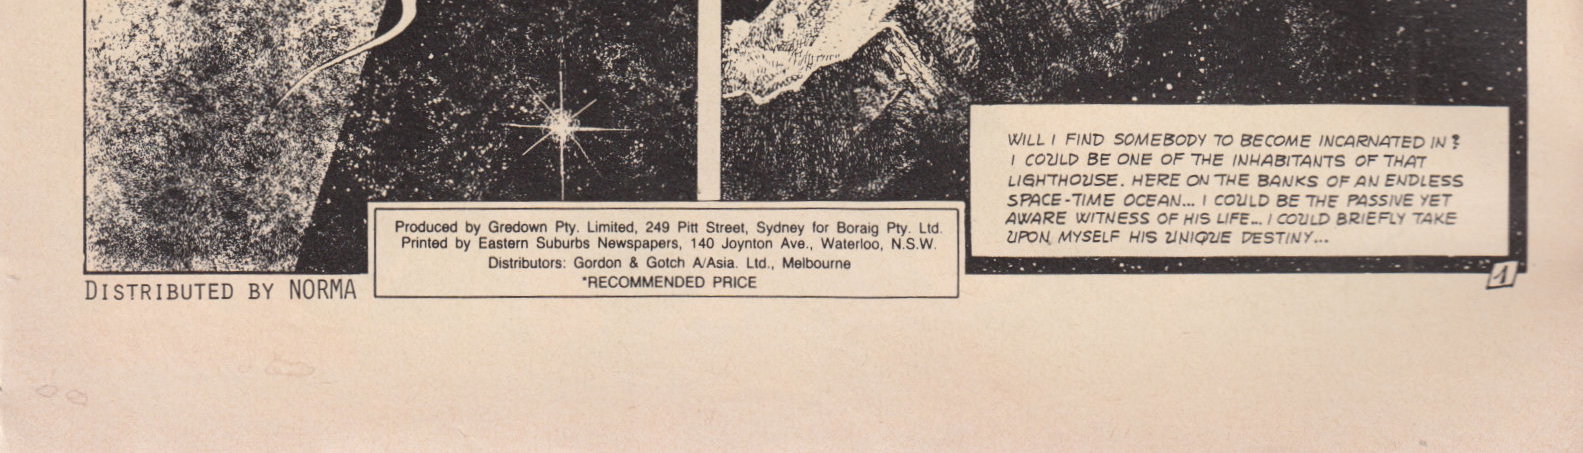 WILL I FIND SOMEBODY TO BECOME INCARNATED IN?
I COULD BE ONE OF THE INHABITANTS OF THAT
LIGHTHOUSE. HERE ON THE BANKS OF AN ENDLESS
SPACE-TIME OCEAN... I COULD BE THE PASSIVE YET
AWARE WITNESS OF HIS LIFE... I COULD BRIEFLY TAKE
UPON MYSELF HIS UNIQUE DESTINY...
Produced by Gredown Pty. Limited, 249 Pitt Street, Sydney for Boraig Pty. Ltd.
Printed by Eastern Suburbs Newspapers, 140 Joynton Ave., Waterloo, N.S.W.
Distributors: Gordon & Gotch A/Asia. Ltd., Melbourne
*RECOMMENDED PRICE
DISTRIBUTED BY NORMA
1